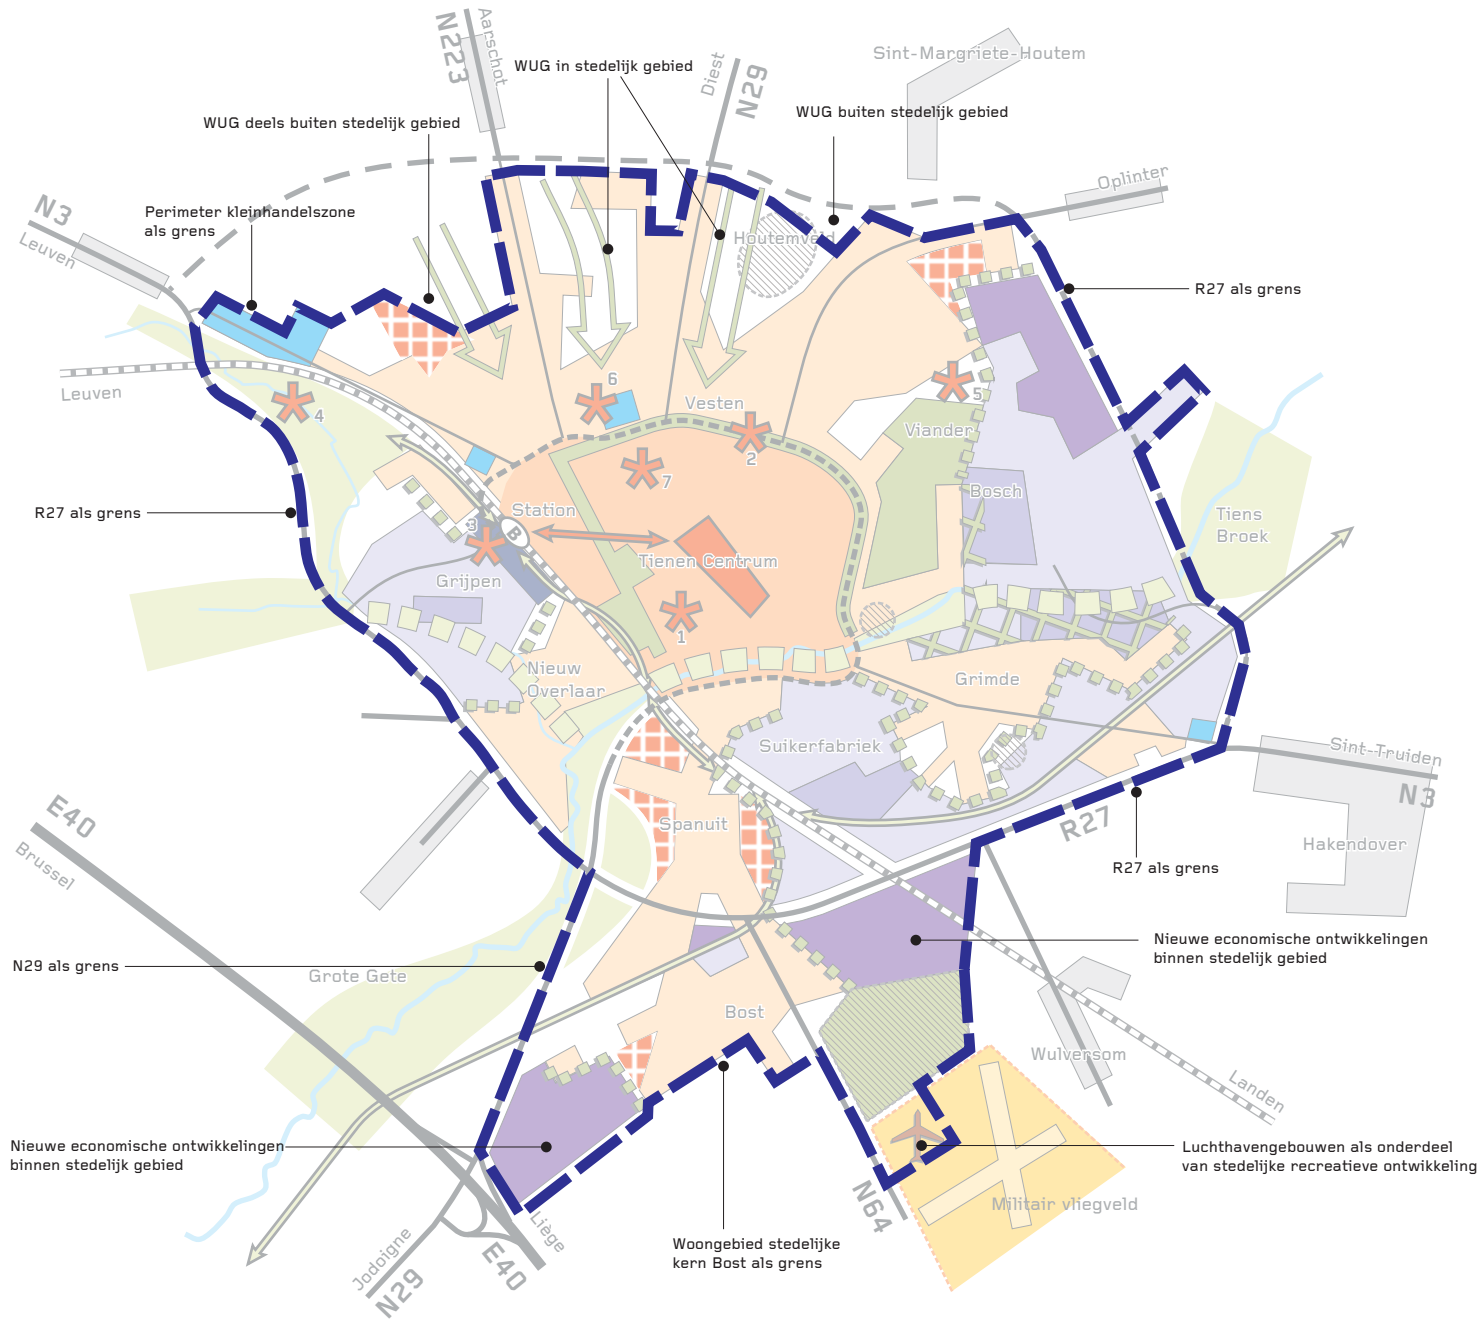 N223
Aarschot
WUG in stedelijk gebied
Diest
N29
Sint-Margriete-Houtem
WUG deels buiten stedelijk gebied
WUG buiten stedelijk gebied
Oplinter
N3
Leuven
Perimeter kleinhandelszone
als grens
Houtemveld
R27 als grens
Leuven
4
6
Vesten
2
5
Viander
7
Bosch
R27 als grens
Station
3
B
Tienen Centrum
Tiens
Broek
Grijpen
1
Nieuw
Overlaar
Grimde
Suikerfabriek
Sint-Truiden
N3
E40
Brussel
Spanuit
R27
Hakendover
R27 als grens
N29 als grens
Grote Gete
Nieuwe economische ontwikkelingen
binnen stedelijk gebied
Bost
Wulversom
Landen
Nieuwe economische ontwikkelingen
binnen stedelijk gebied
Luchthavengebouwen als onderdeel
van stedelijke recreatieve ontwikkeling
N64
Militair vliegveld
Liège
Jodoigne
N29
E40
Woongebied stedelijke
kern Bost als grens